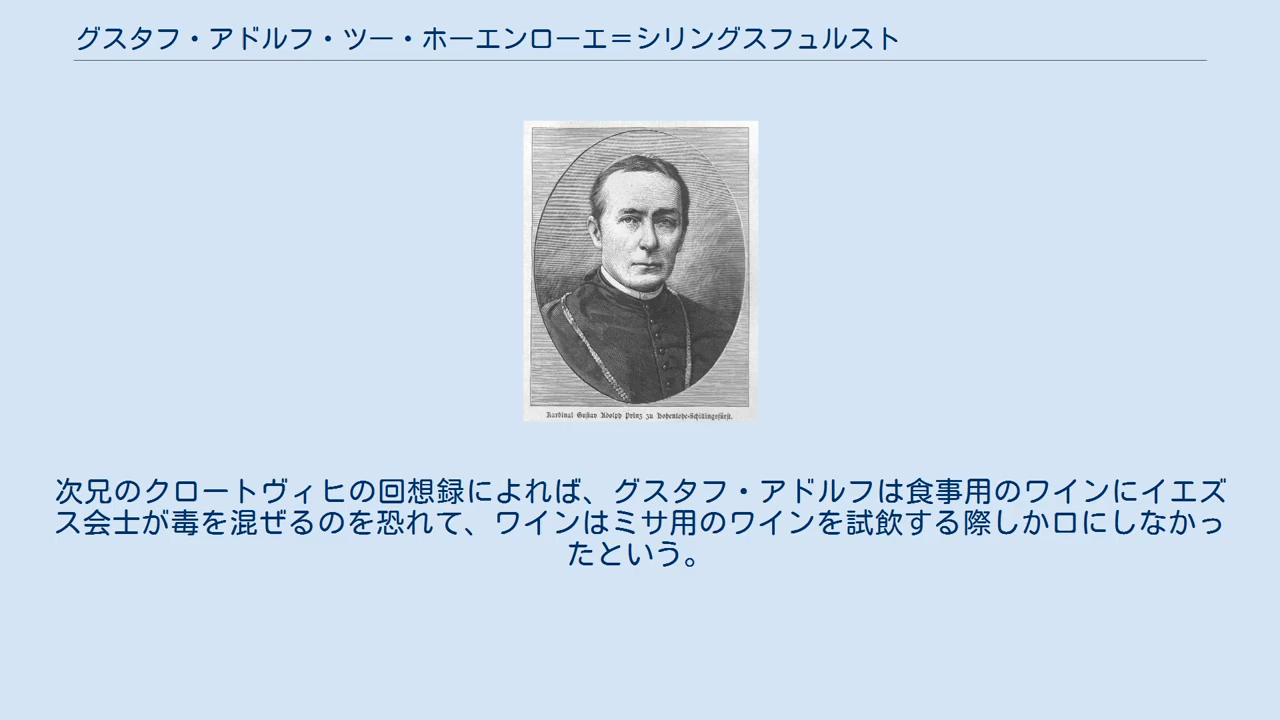 グスタフ・アドルフ・ツー・ホーエンローエ＝シリングスフュルスト
Kardinal Gustav Adolph Prinz zu Hohenlohe-Schillingsfürst.
次兄のクロートヴィヒの回想録によれば、グスタフ・アドルフは食事用のワインにイエズ
ス会士が毒を混ぜるのを恐れて、ワインはミサ用のワインを試飲する際しか口にしなかっ
たという。